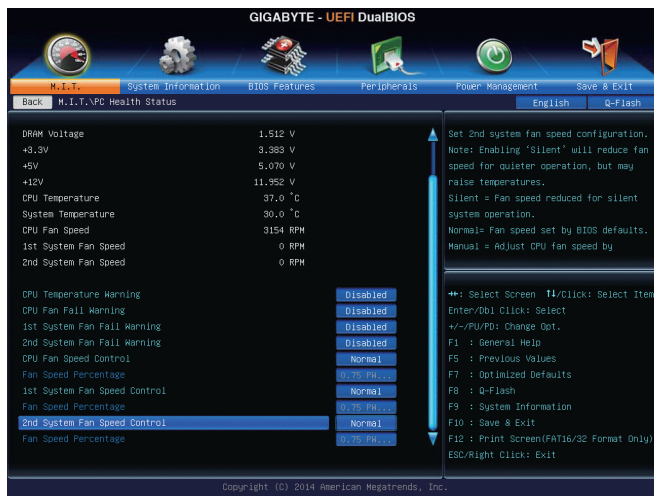 GIGABYTE - UEFI DualBIOS
M.I.T.
System Information
BIOS Features
Peripherals
Power Management
Save & Exit
Back M.I.T.\PC Health Status
English
Q-Flash
DRAM Voltage 1.512 V
+3.3V 3.383 V
+5V 5.070 V
+12V 11.952 V
CPU Temperature 37.0 °C
System Temperature 30.0 °C
CPU Fan Speed 3154 RPM
1st System Fan Speed 0 RPM
2nd System Fan Speed 0 RPM
CPU Temperature Warning Disabled
CPU Fan Fail Warning Disabled
1st System Fan Fail Warning Disabled
2nd System Fan Fail Warning Disabled
CPU Fan Speed Control Normal
Fan Speed Percentage 0.75 PW...
1st System Fan Speed Control Normal
Fan Speed Percentage 0.75 PW...
2nd System Fan Speed Control Normal
Fan Speed Percentage 0.75 PW...
Set 2nd system fan speed configuration.
Note: Enabling 'Silent' will reduce fan
speed for quieter operation, but may
raise temperatures.
Silent = Fan speed reduced for silent
system operation.
Normal= Fan speed set by BIOS defaults.
Manual = Adjust CPU fan speed by
↔: Select Screen ↑↓/Click: Select Item
Enter/Dbl Click: Select
+/-/PU/PD: Change Opt.
F1 : General Help
F5 : Previous Values
F7 : Optimized Defaults
F8 : Q-Flash
F9 : System Information
F10 : Save & Exit
F12 : Print Screen(FAT16/32 Format Only)
ESC/Right Click: Exit
Copyright (C) 2014 American Megatrends, Inc.